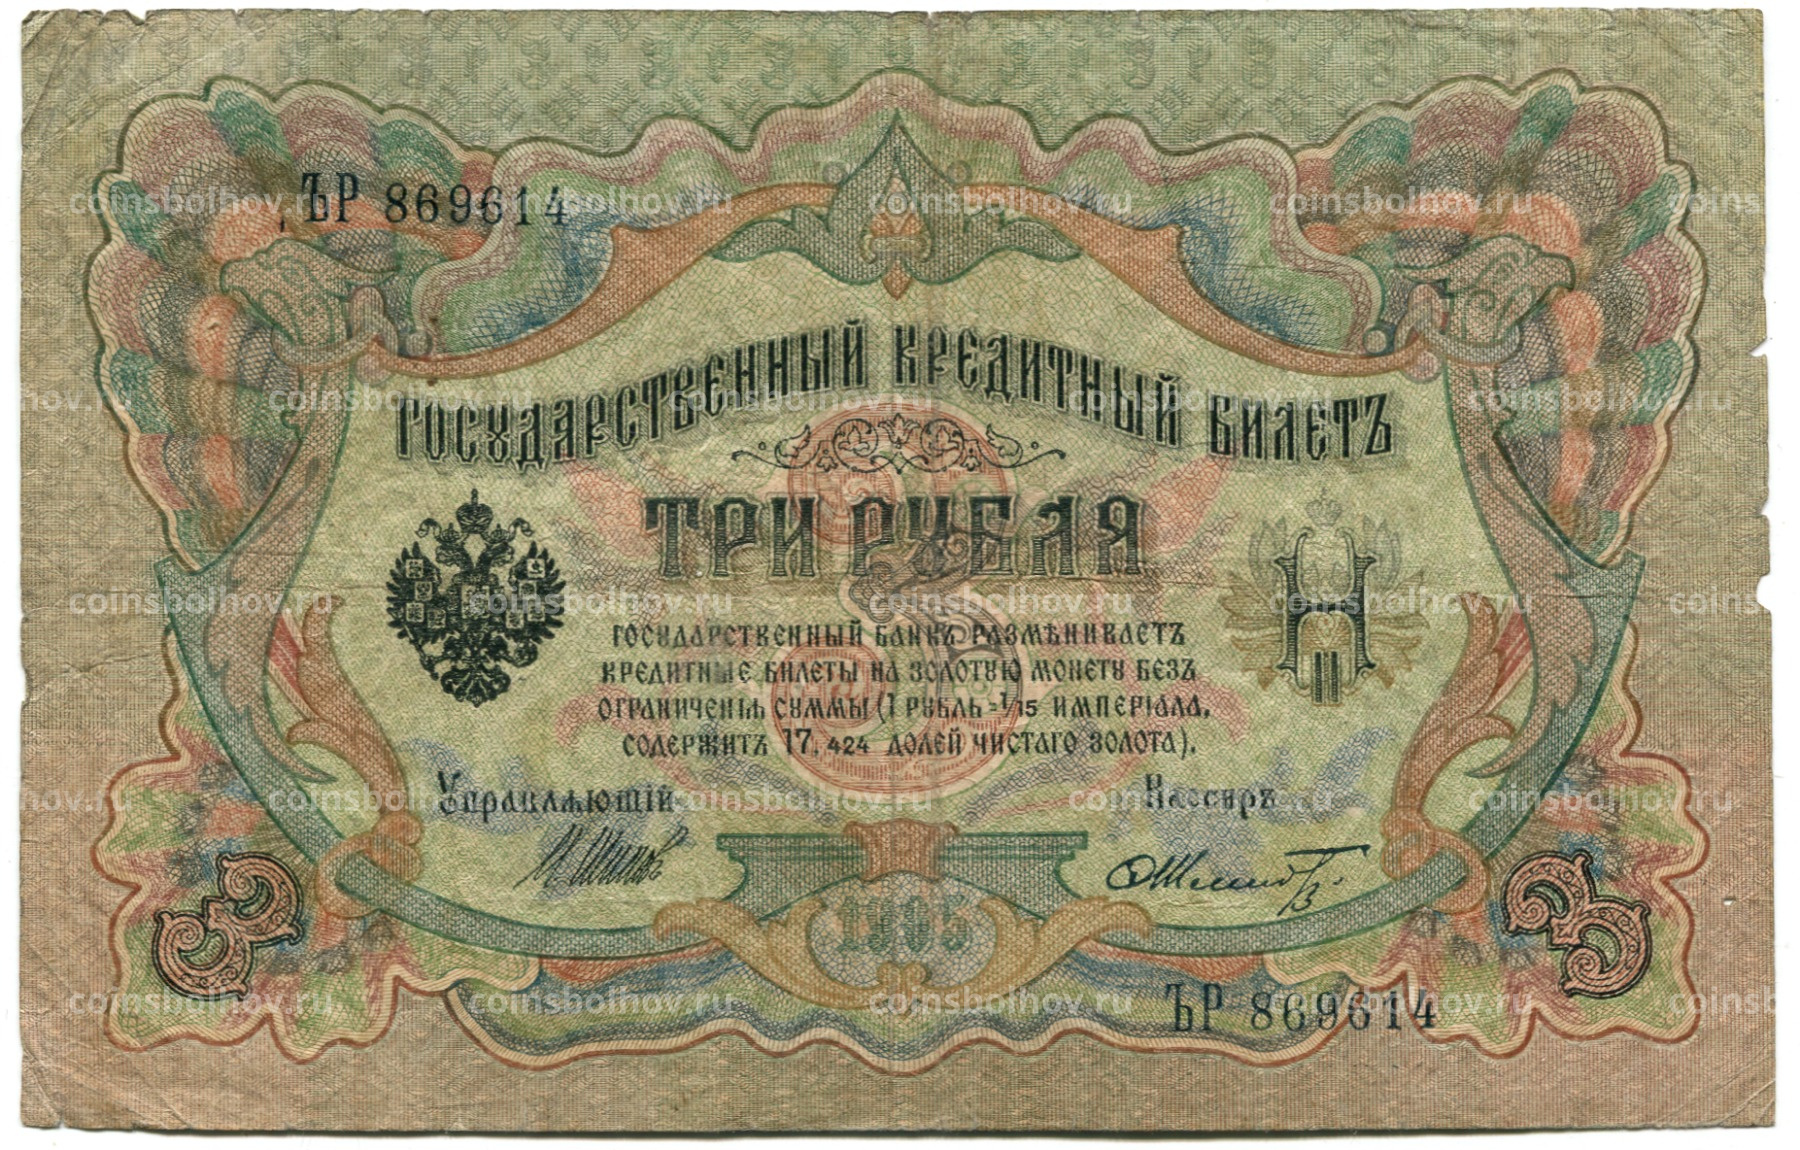 ЪР 869614
ГОСУДАРСТВЕННЫЙ КРЕДИТНЫЙ БИЛЕТЪ
ТРИ РУБЛЯ
ГОСУДАРСТВЕННЫЙ БАНКЪ РАЗМѢНИВАЕТЪ
КРЕДИТНЫЕ БИЛЕТЫ НА ЗОЛОТУЮ МОНЕТУ БЕЗЪ
ОГРАНИЧЕНІЯ СУММЫ (1 РУБЛЬ = 1/15 ИМПЕРІАЛА,
СОДЕРЖИТЪ 17,424 ДОЛЕЙ ЧИСТАГО ЗОЛОТА).
Управляющій Кассиръ
И. Шипов
3 1905 3
ЪР 869614
coinsbolhov.ru